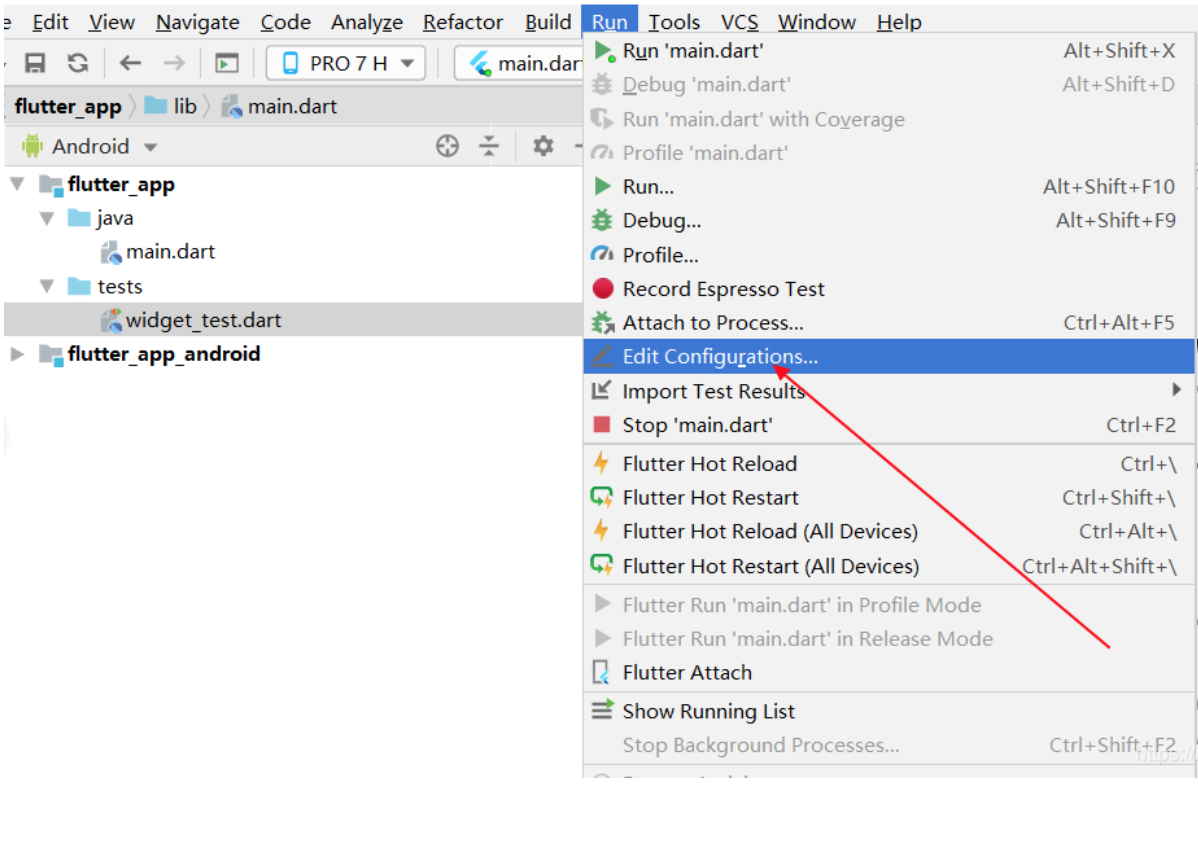 Edit View Navigate Code Analyze Refactor Build Run Tools VCS Window Help
PRO 7 H main.dar
flutter_app lib main.dart
Android
flutter_app
java
main.dart
tests
widget_test.dart
flutter_app_android
Run 'main.dart' Alt+Shift+X
Debug 'main.dart' Alt+Shift+D
Run 'main.dart' with Coverage
Profile 'main.dart'
Run... Alt+Shift+F10
Debug... Alt+Shift+F9
Profile...
Record Espresso Test
Attach to Process... Ctrl+Alt+F5
Edit Configurations...
Import Test Results
Stop 'main.dart' Ctrl+F2
Flutter Hot Reload Ctrl+\
Flutter Hot Restart Ctrl+Shift+\
Flutter Hot Reload (All Devices) Ctrl+Alt+\
Flutter Hot Restart (All Devices) Ctrl+Alt+Shift+\
Flutter Run 'main.dart' in Profile Mode
Flutter Run 'main.dart' in Release Mode
Flutter Attach
Show Running List
Stop Background Processes... Ctrl+Shift+F2
https://